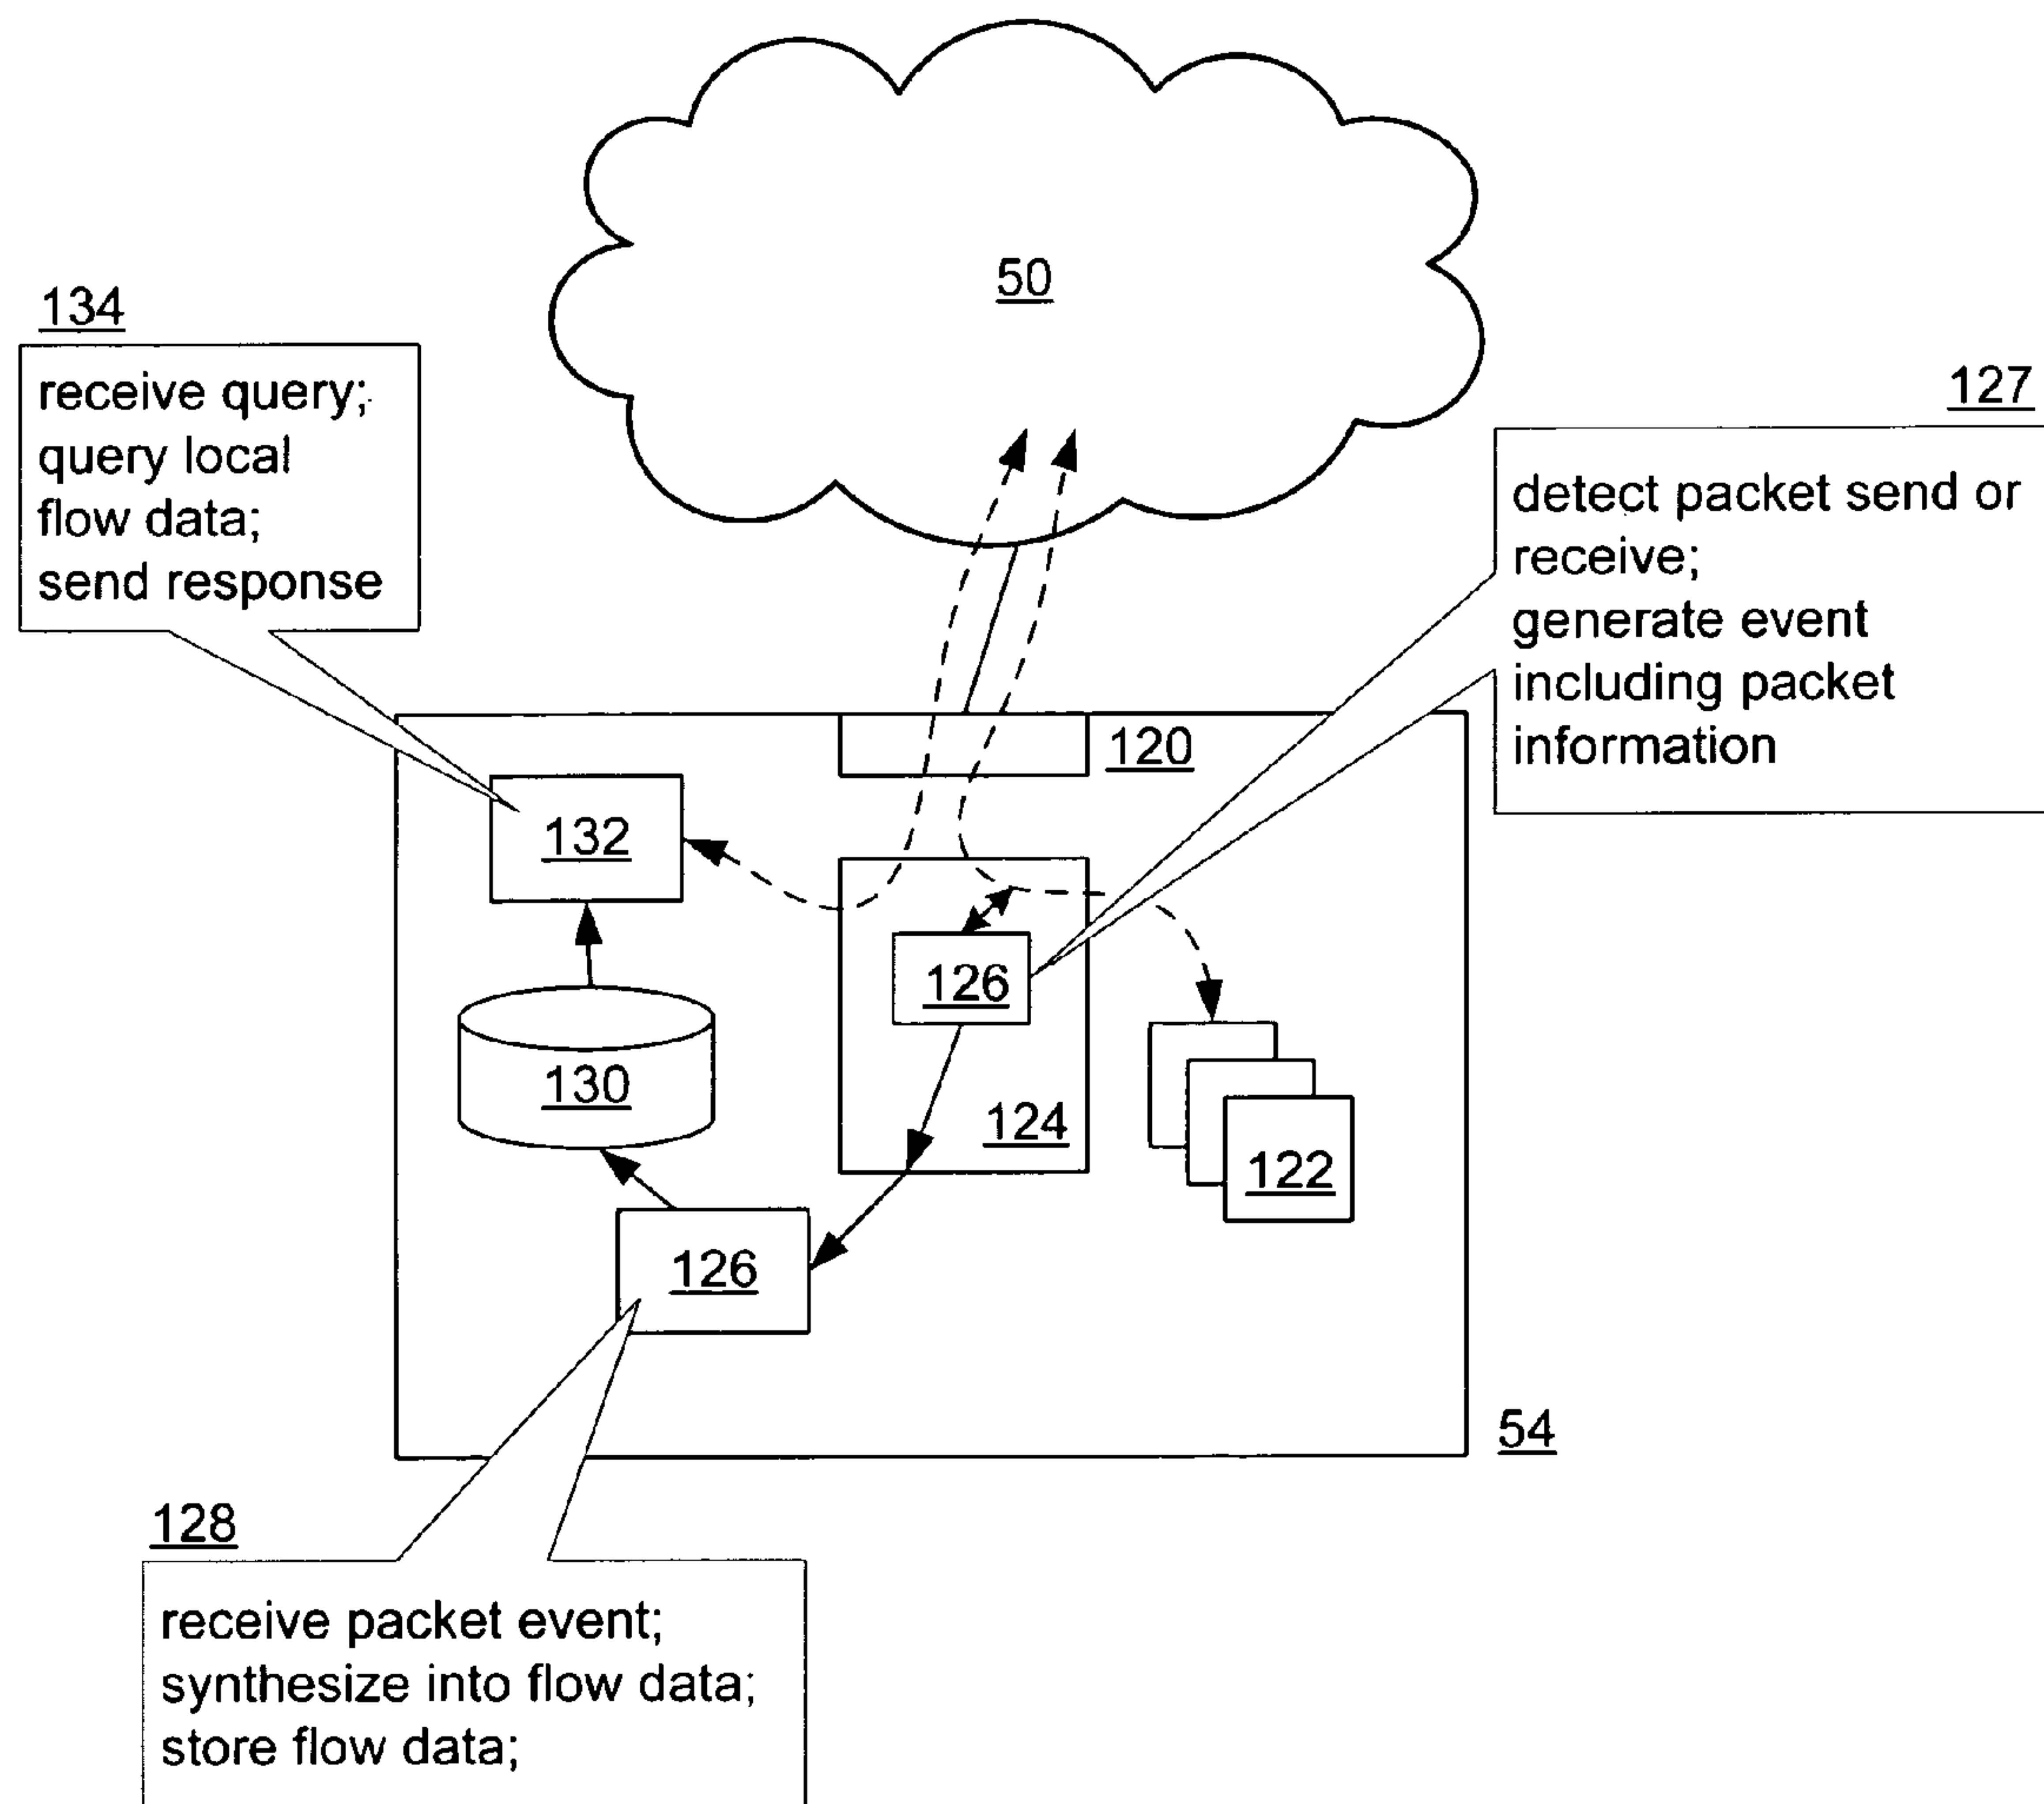 50
134
receive query;
query local
flow data;
send response
127
detect packet send or
receive;
generate event
including packet
information
120
132
126
130
124
122
126
54
128
receive packet event;
synthesize into flow data;
store flow data;